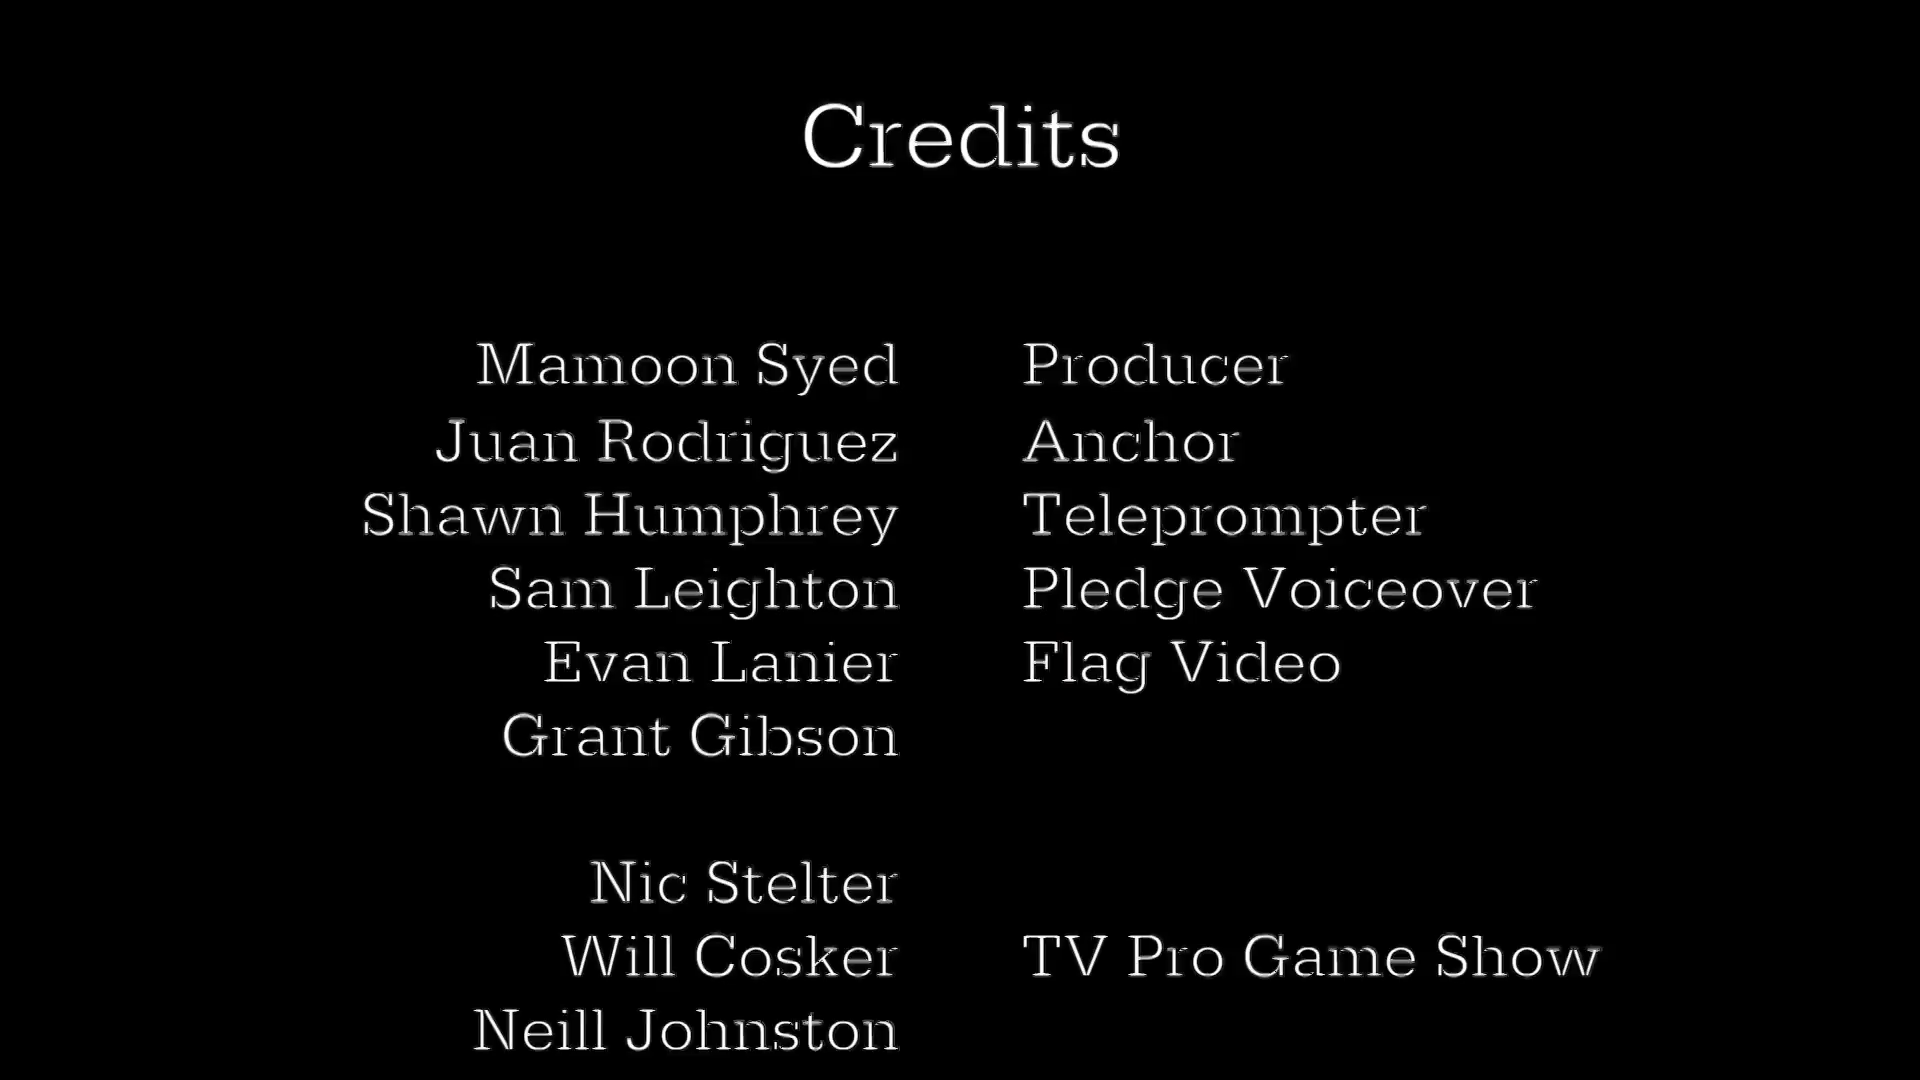 Credits
Mamoon Syed Producer
Juan Rodriguez Anchor
Shawn Humphrey Teleprompter
Sam Leighton Pledge Voiceover
Evan Lanier Flag Video
Grant Gibson
Nic Stelter
Will Cosker TV Pro Game Show
Neill Johnston